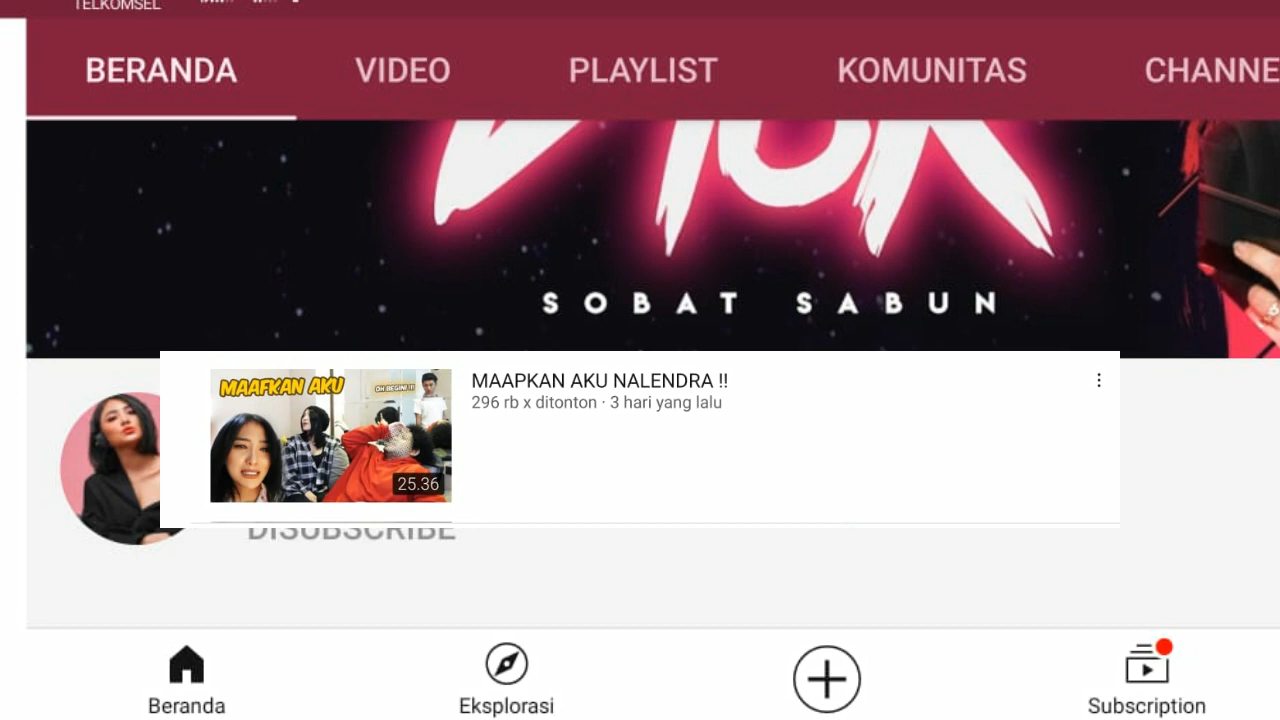 TELKOMSEL
BERANDA VIDEO PLAYLIST KOMUNITAS CHANNE
SOBAT SABUN
MAAFKAN AKU
OH BEGINI !!!
25.36
MAAPKAN AKU NALENDRA !!
296 rb x ditonton · 3 hari yang lalu
DISUBSCRIBE
Beranda Eksplorasi Subscription